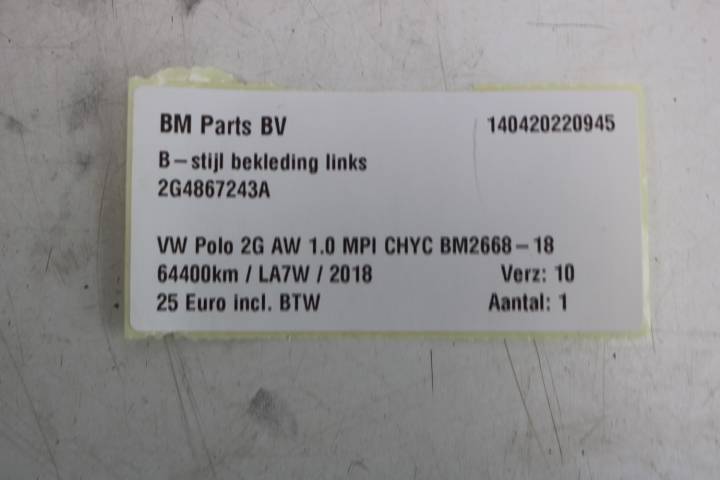 BM Parts BV 140420220945
B-stijl bekleding links
2G4867243A
VW Polo 2G AW 1.0 MPI CHYC BM2668-18
64400km / LA7W / 2018 Verz: 10
25 Euro incl. BTW Aantal: 1